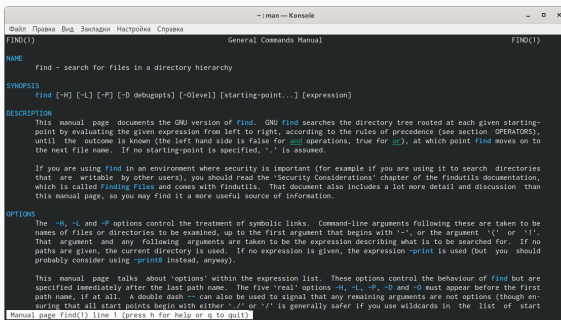 ~ : man — Konsole
Файл Правка Вид Закладки Настройка Справка
FIND(1) General Commands Manual FIND(1)
NAME
find - search for files in a directory hierarchy
SYNOPSIS
find [-H] [-L] [-P] [-D debugopts] [-Olevel] [starting-point...] [expression]
DESCRIPTION
This manual page documents the GNU version of find. GNU find searches the directory tree rooted at each given starting-
point by evaluating the given expression from left to right, according to the rules of precedence (see section OPERATORS),
until the outcome is known (the left hand side is false for and operations, true for or), at which point find moves on to
the next file name. If no starting-point is specified, `.' is assumed.
If you are using find in an environment where security is important (for example if you are using it to search directories
that are writable by other users), you should read the `Security Considerations' chapter of the findutils documentation,
which is called Finding Files and comes with findutils. That document also includes a lot more detail and discussion than
this manual page, so you may find it a more useful source of information.
OPTIONS
The -H, -L and -P options control the treatment of symbolic links. Command-line arguments following these are taken to be
names of files or directories to be examined, up to the first argument that begins with `-', or the argument `(' or `!'.
That argument and any following arguments are taken to be the expression describing what is to be searched for. If no
paths are given, the current directory is used. If no expression is given, the expression -print is used (but you should
probably consider using -print0 instead, anyway).
This manual page talks about `options' within the expression list. These options control the behaviour of find but are
specified immediately after the last path name. The five `real' options -H, -L, -P, -D and -O must appear before the first
path name, if at all. A double dash -- can also be used to signal that any remaining arguments are not options (though en-
suring that all start points begin with either `./' or `/' is generally safer if you use wildcards in the list of start
Manual page find(1) line 1 (press h for help or q to quit)